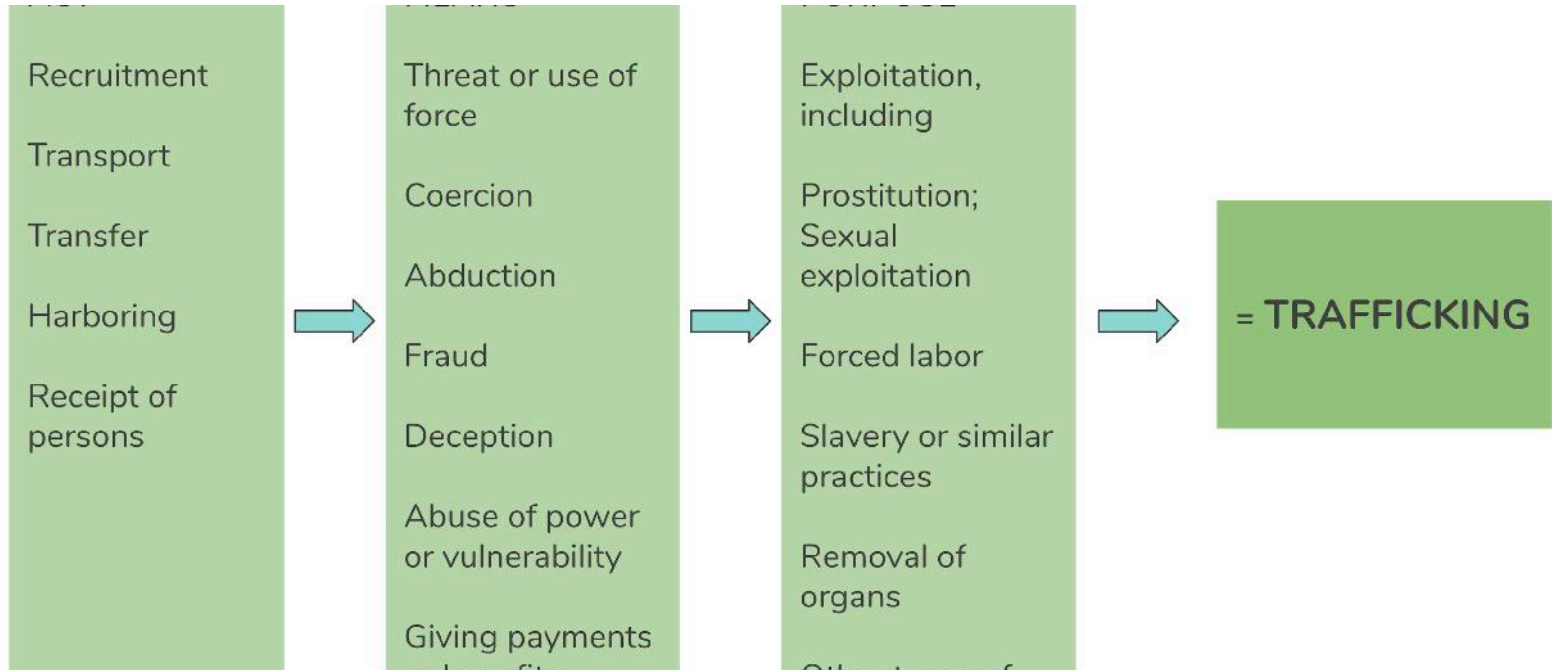 Recruitment
Transport
Transfer
Harboring
Receipt of
persons
Threat or use of
force
Coercion
Abduction
Fraud
Deception
Abuse of power
or vulnerability
Giving payments
Exploitation,
including
Prostitution;
Sexual
exploitation
Forced labor
Slavery or similar
practices
Removal of
organs
= TRAFFICKING